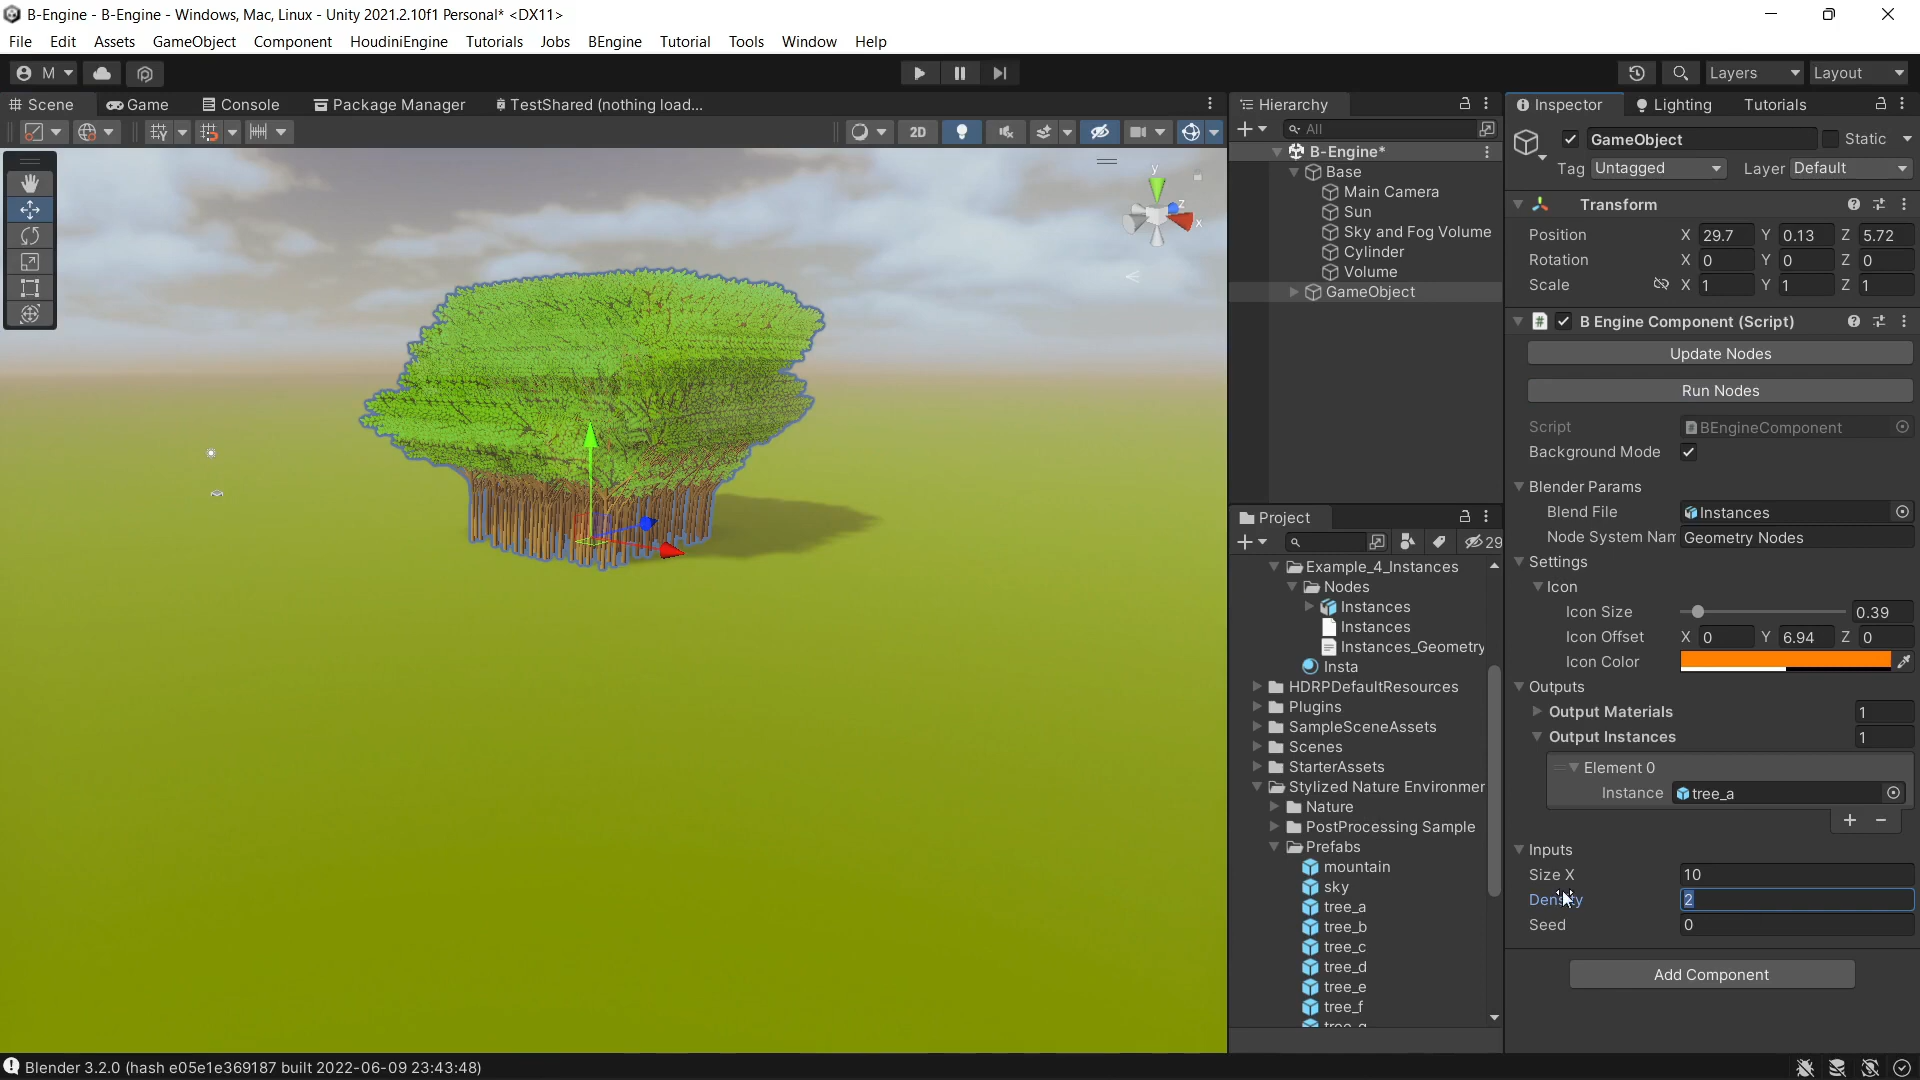 B-Engine - B-Engine - Windows, Mac, Linux - Unity 2021.2.10f1 Personal* <DX11>
File Edit Assets GameObject Component HoudiniEngine Tutorials Jobs BEngine Tutorial Tools Window Help
M Layers Layout
Scene Game Console Package Manager TestShared (nothing load...
2D
y
z
x
Hierarchy
All
B-Engine*
Base
Main Camera
Sun
Sky and Fog Volume
Cylinder
Volume
GameObject
Project
29
Example_4_Instances
Nodes
Instances
Instances
Instances_Geometry
Insta
HDRPDefaultResources
Plugins
SampleSceneAssets
Scenes
StarterAssets
Stylized Nature Environmer
Nature
PostProcessing Sample
Prefabs
mountain
sky
tree_a
tree_b
tree_c
tree_d
tree_e
tree_f
Inspector Lighting Tutorials
GameObject Static
Tag Untagged Layer Default
Transform
Position X 29.7 Y 0.13 Z 5.72
Rotation X 0 Y 0 Z 0
Scale X 1 Y 1 Z 1
# B Engine Component (Script)
Update Nodes
Run Nodes
Script BEngineComponent
Background Mode
Blender Params
Blend File Instances
Node System Nam Geometry Nodes
Settings
Icon
Icon Size 0.39
Icon Offset X 0 Y 6.94 Z 0
Icon Color
Outputs
Output Materials 1
Output Instances 1
Element 0
Instance tree_a
Inputs
Size X 10
Density 2
Seed 0
Add Component
Blender 3.2.0 (hash e05e1e369187 built 2022-06-09 23:43:48)